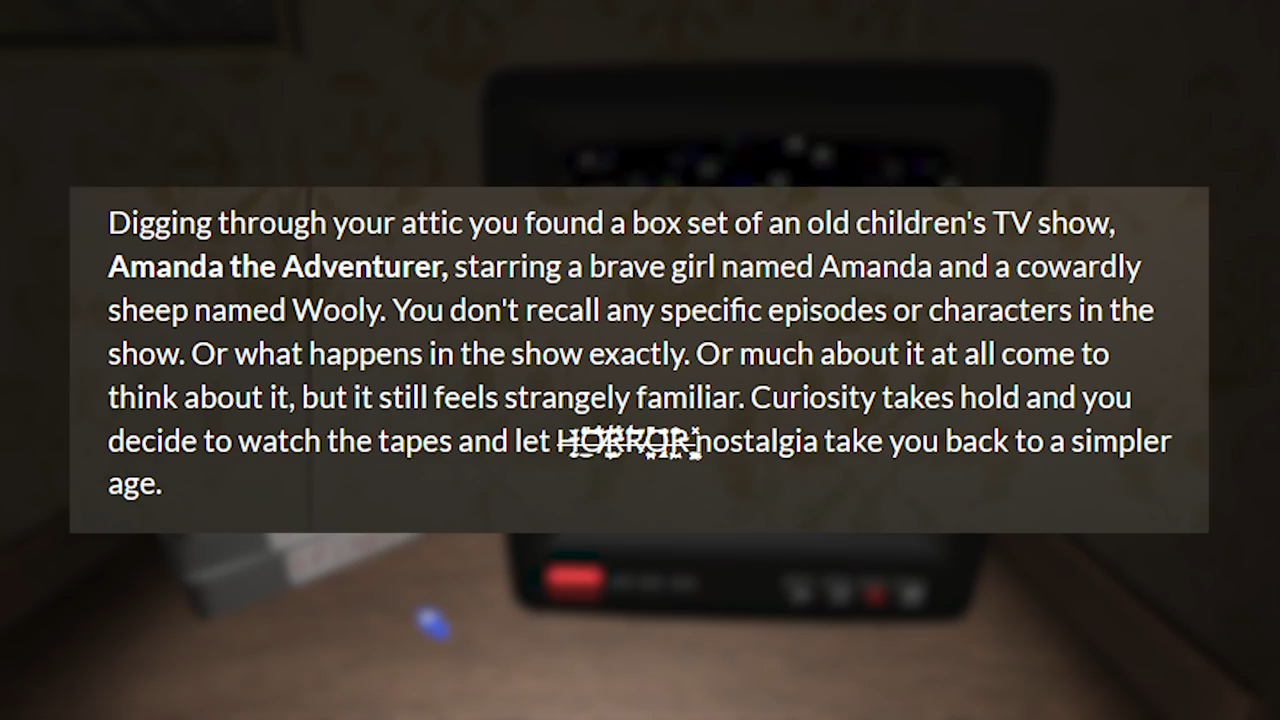 Digging through your attic you found a box set of an old children's TV show,
Amanda the Adventurer, starring a brave girl named Amanda and a cowardly
sheep named Wooly. You don't recall any specific episodes or characters in the
show. Or what happens in the show exactly. Or much about it at all come to
think about it, but it still feels strangely familiar. Curiosity takes hold and you
decide to watch the tapes and let HORROR nostalgia take you back to a simpler
age.